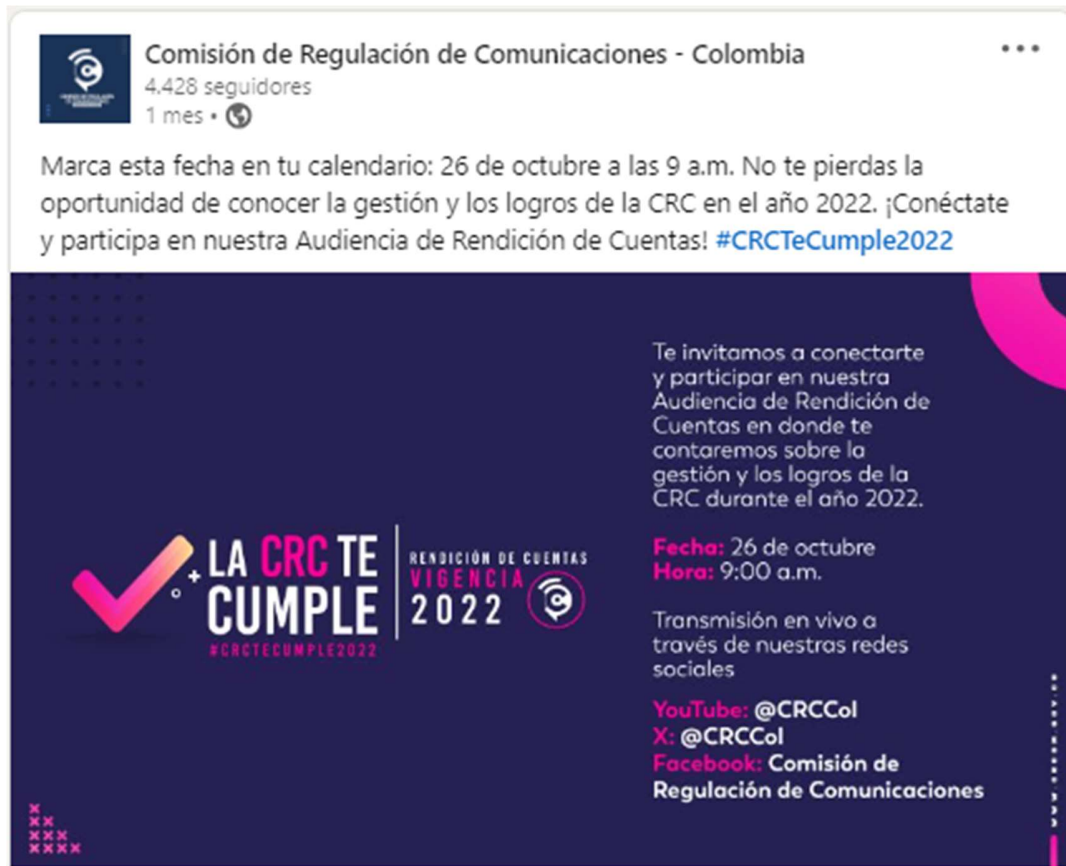 Comisión de Regulación de Comunicaciones - Colombia
4.428 seguidores
1 mes •
Marca esta fecha en tu calendario: 26 de octubre a las 9 a.m. No te pierdas la
oportunidad de conocer la gestión y los logros de la CRC en el año 2022. ¡Conéctate
y participa en nuestra Audiencia de Rendición de Cuentas! #CRCTeCumple2022
LA CRC TE
CUMPLE
#CRCTECUMPLE2022
RENDICIÓN DE CUENTAS
VIGENCIA
2022
Te invitamos a conectarte
y participar en nuestra
Audiencia de Rendición de
Cuentas en donde te
contaremos sobre la
gestión y los logros de la
CRC durante el año 2022.
Fecha: 26 de octubre
Hora: 9:00 a.m.
Transmisión en vivo a
través de nuestras redes
sociales
YouTube: @CRCCol
X: @CRCCol
Facebook: Comisión de
Regulación de Comunicaciones